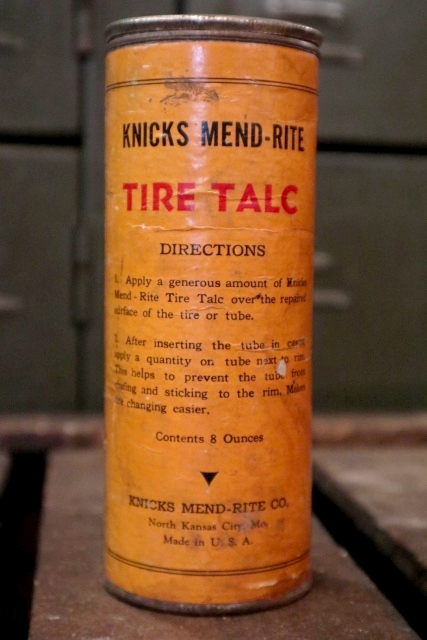 KNICKS MEND-RITE
TIRE TALC
DIRECTIONS
1. Apply a generous amount of Knicks
Mend-Rite Tire Talc over the repaired
surface of the tire or tube.
2. After inserting the tube in
apply a quantity on tube next to rim.
This helps to prevent the tube from
chafing and sticking to the rim. Makes
tire changing easier.
Contents 8 Ounces
KNICKS MEND-RITE CO.
North Kansas City, Mo.
Made in U. S. A.